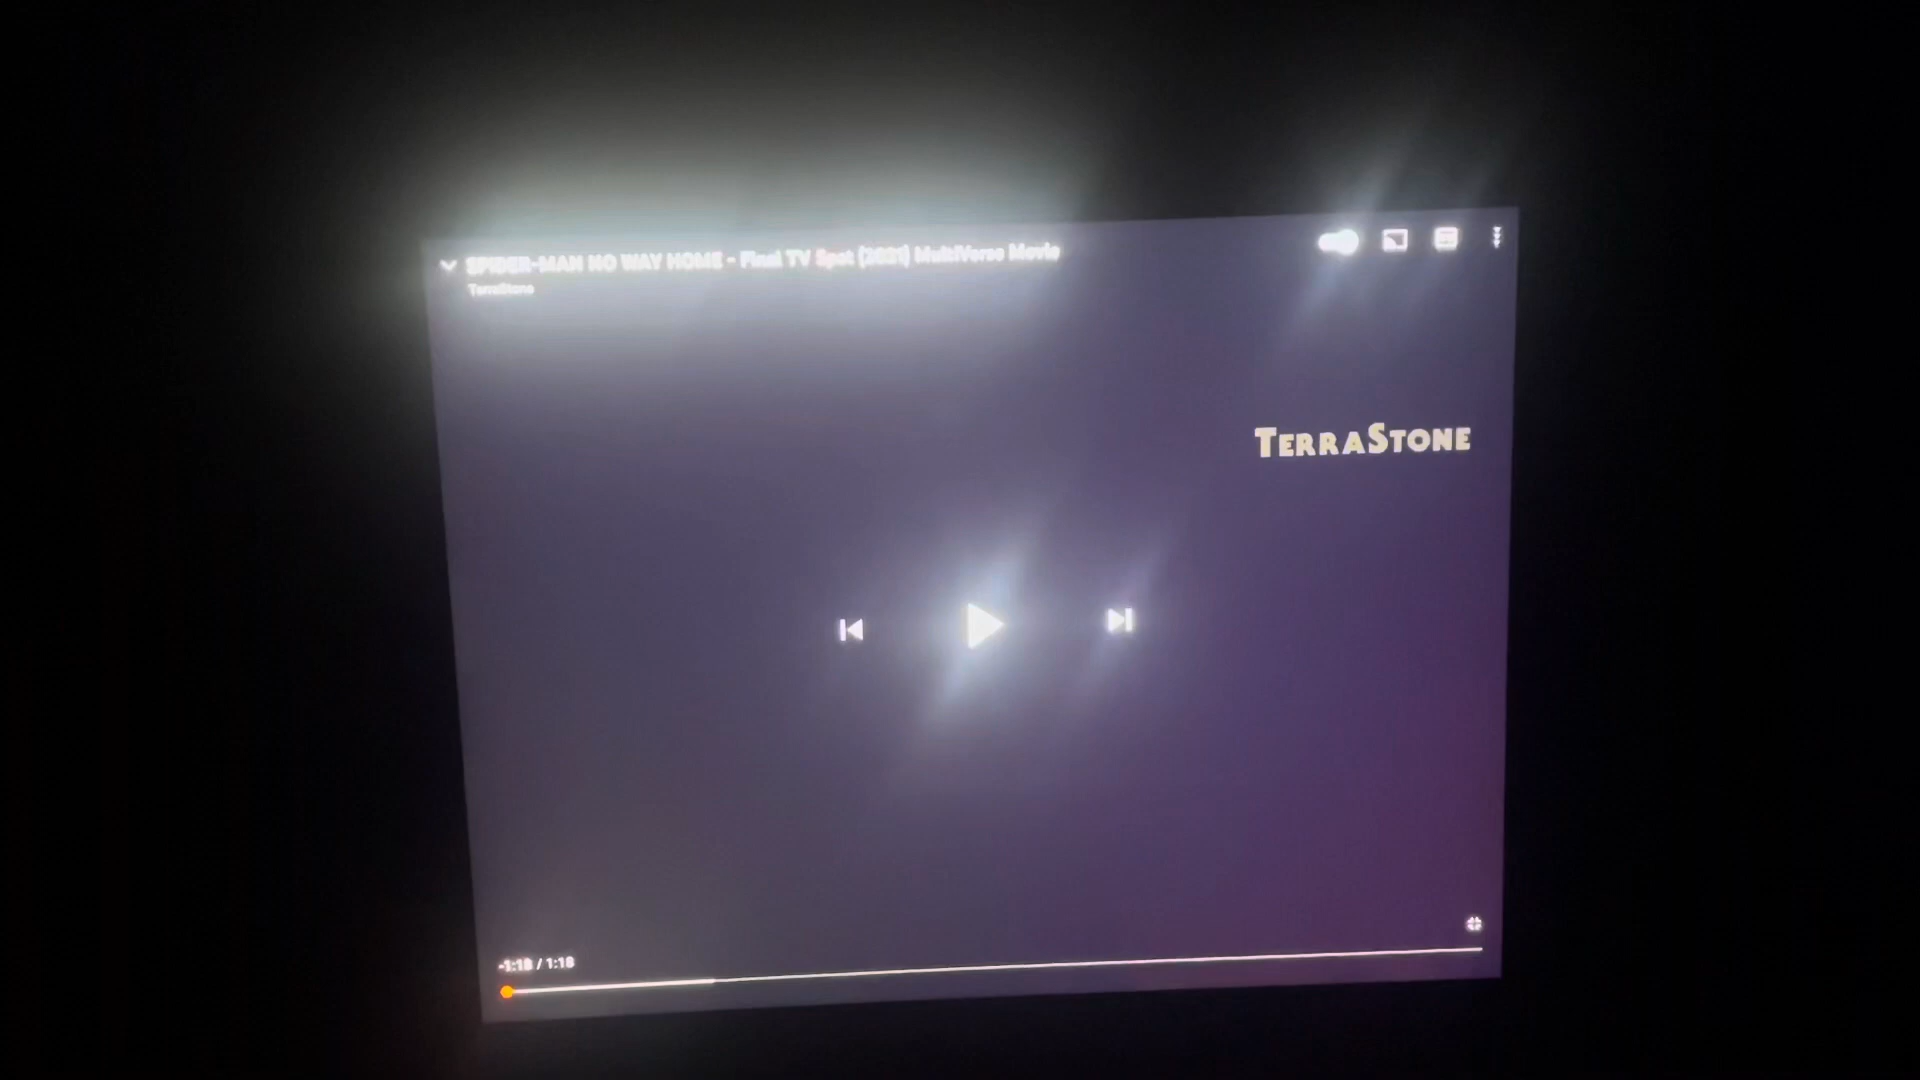 SPIDER-MAN NO WAY HOME - Final TV Spot (2021) MultiVerse Movie
TerraStone
TERRASTONE
-1:18 / 1:18